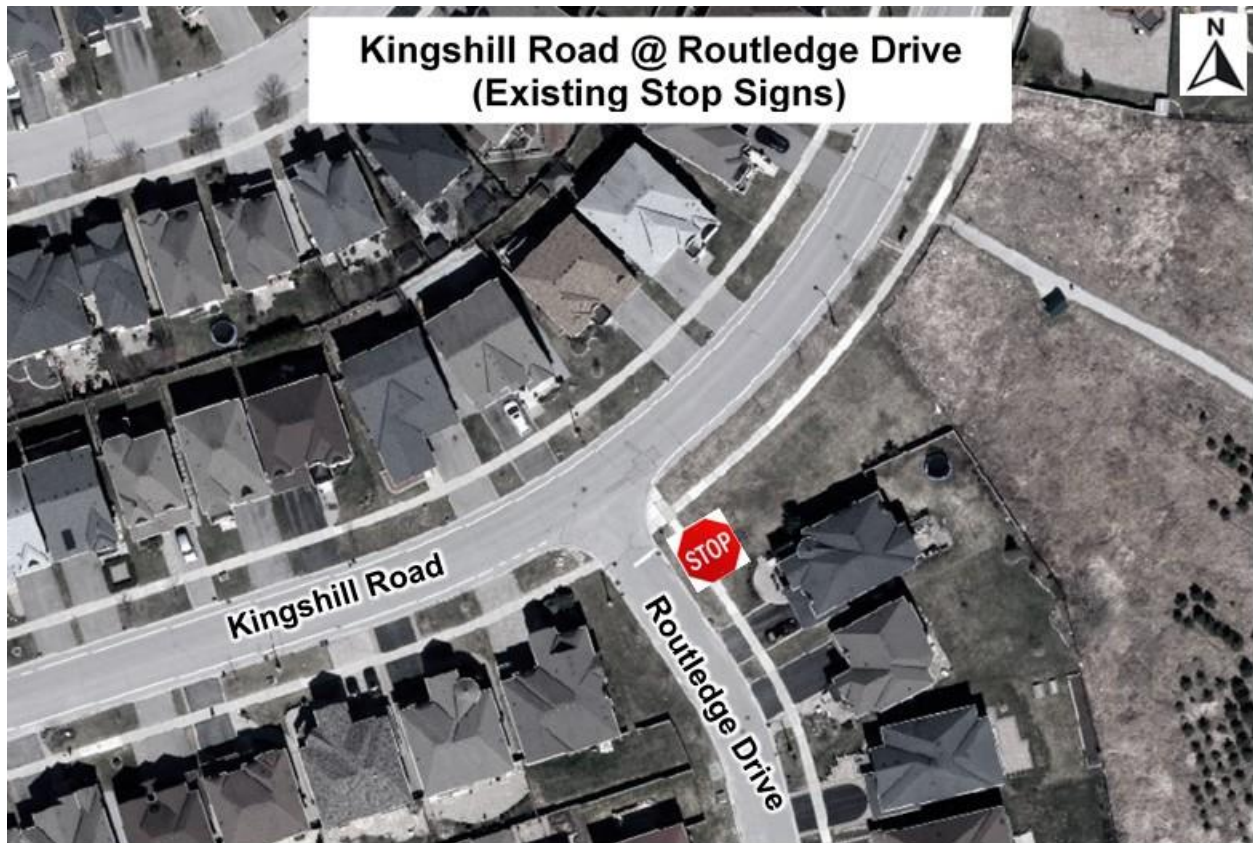 Kingshill Road @ Routledge Drive
(Existing Stop Signs)
N
STOP
Kingshill Road
Routledge Drive